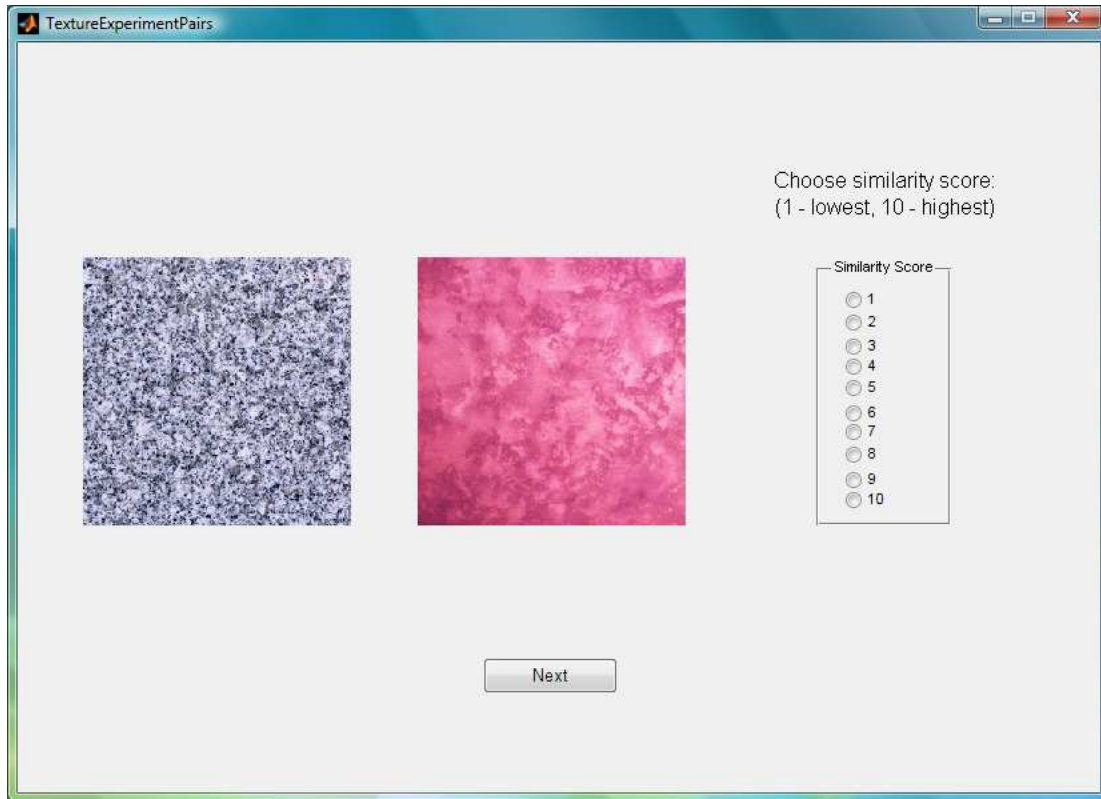 TextureExperimentPairs
Choose similarity score:
(1 - lowest, 10 - highest)
Similarity Score
1
2
3
4
5
6
7
8
9
10
Next